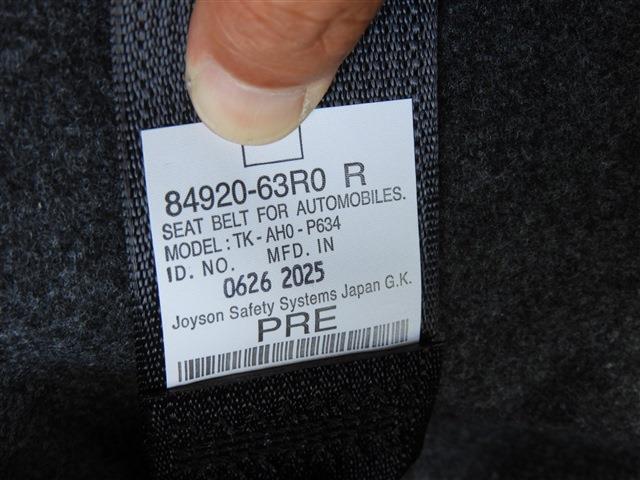 84920-63R0 R
SEAT BELT FOR AUTOMOBILES.
MODEL:TK-AH0-P634
ID. NO. MFD. IN
0626 2025
Joyson Safety Systems Japan G.K.
PRE